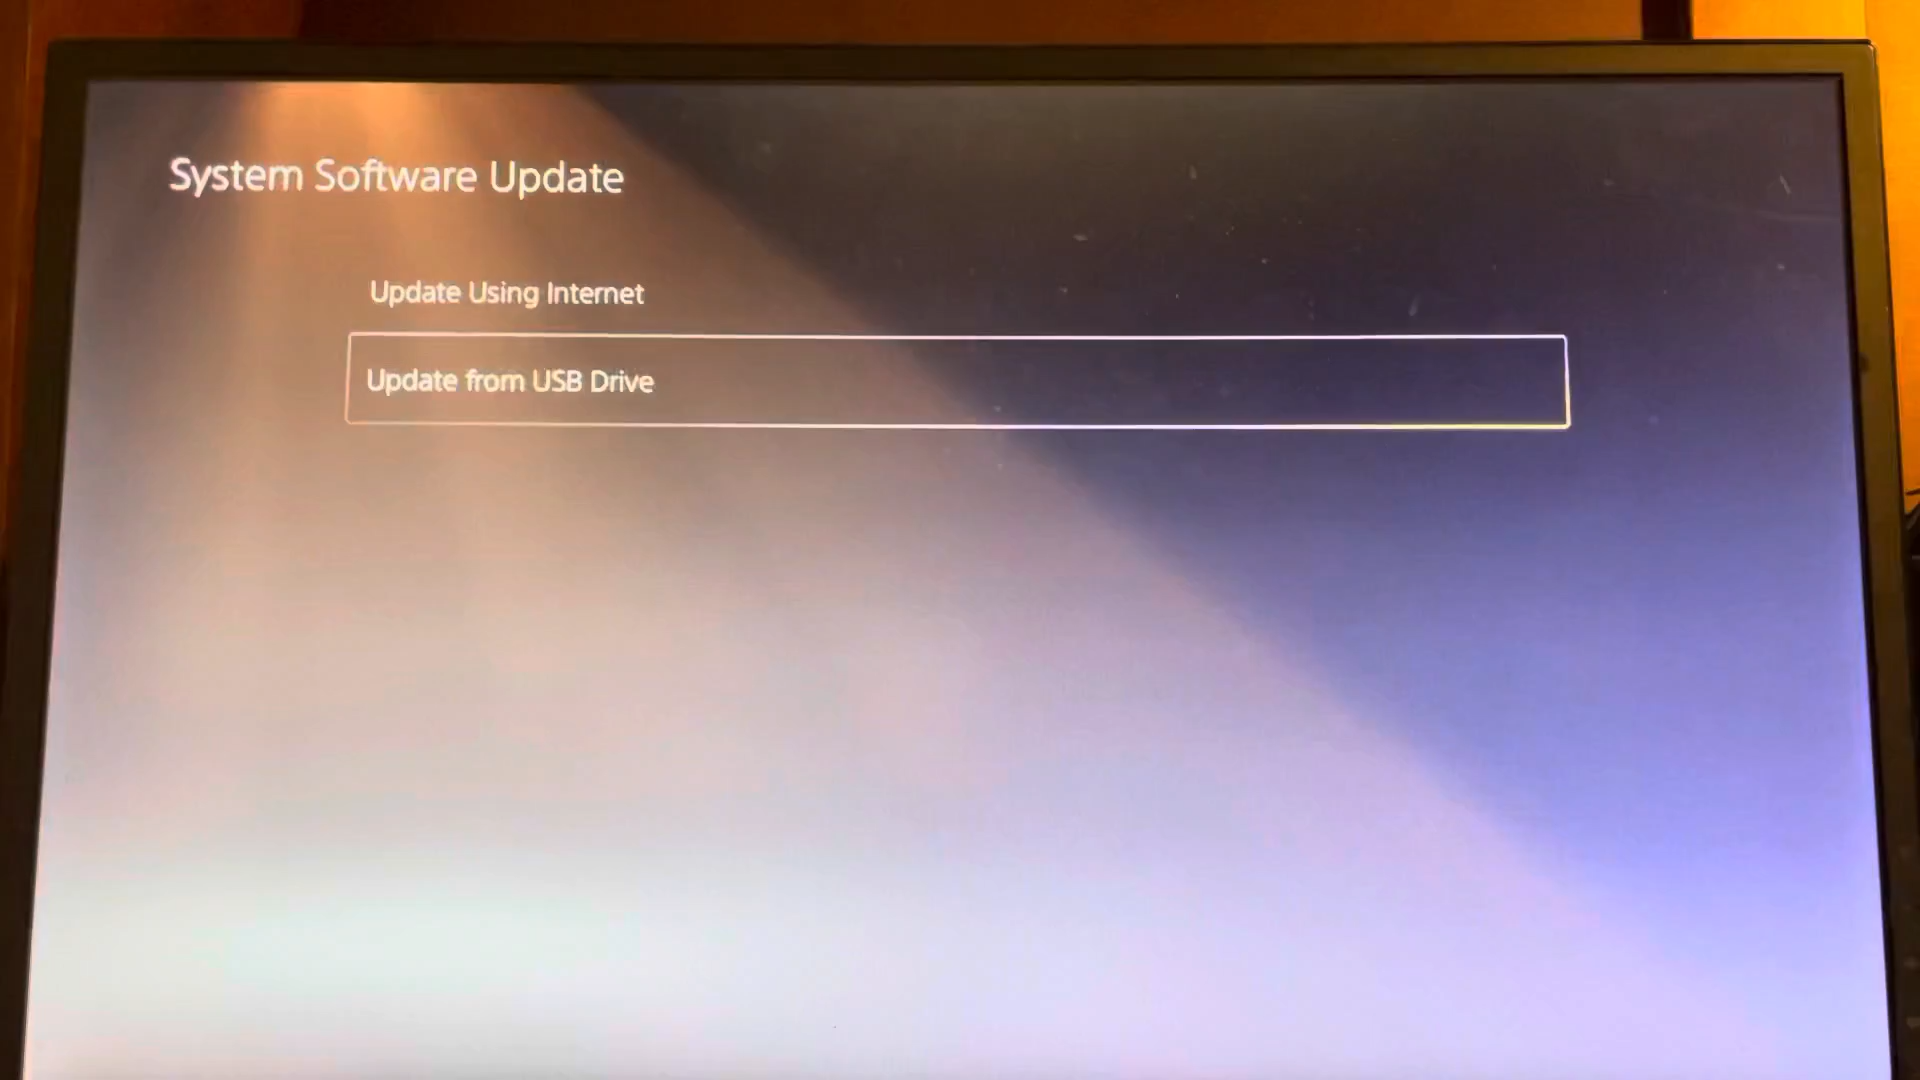 System Software Update
Update Using Internet
Update from USB Drive